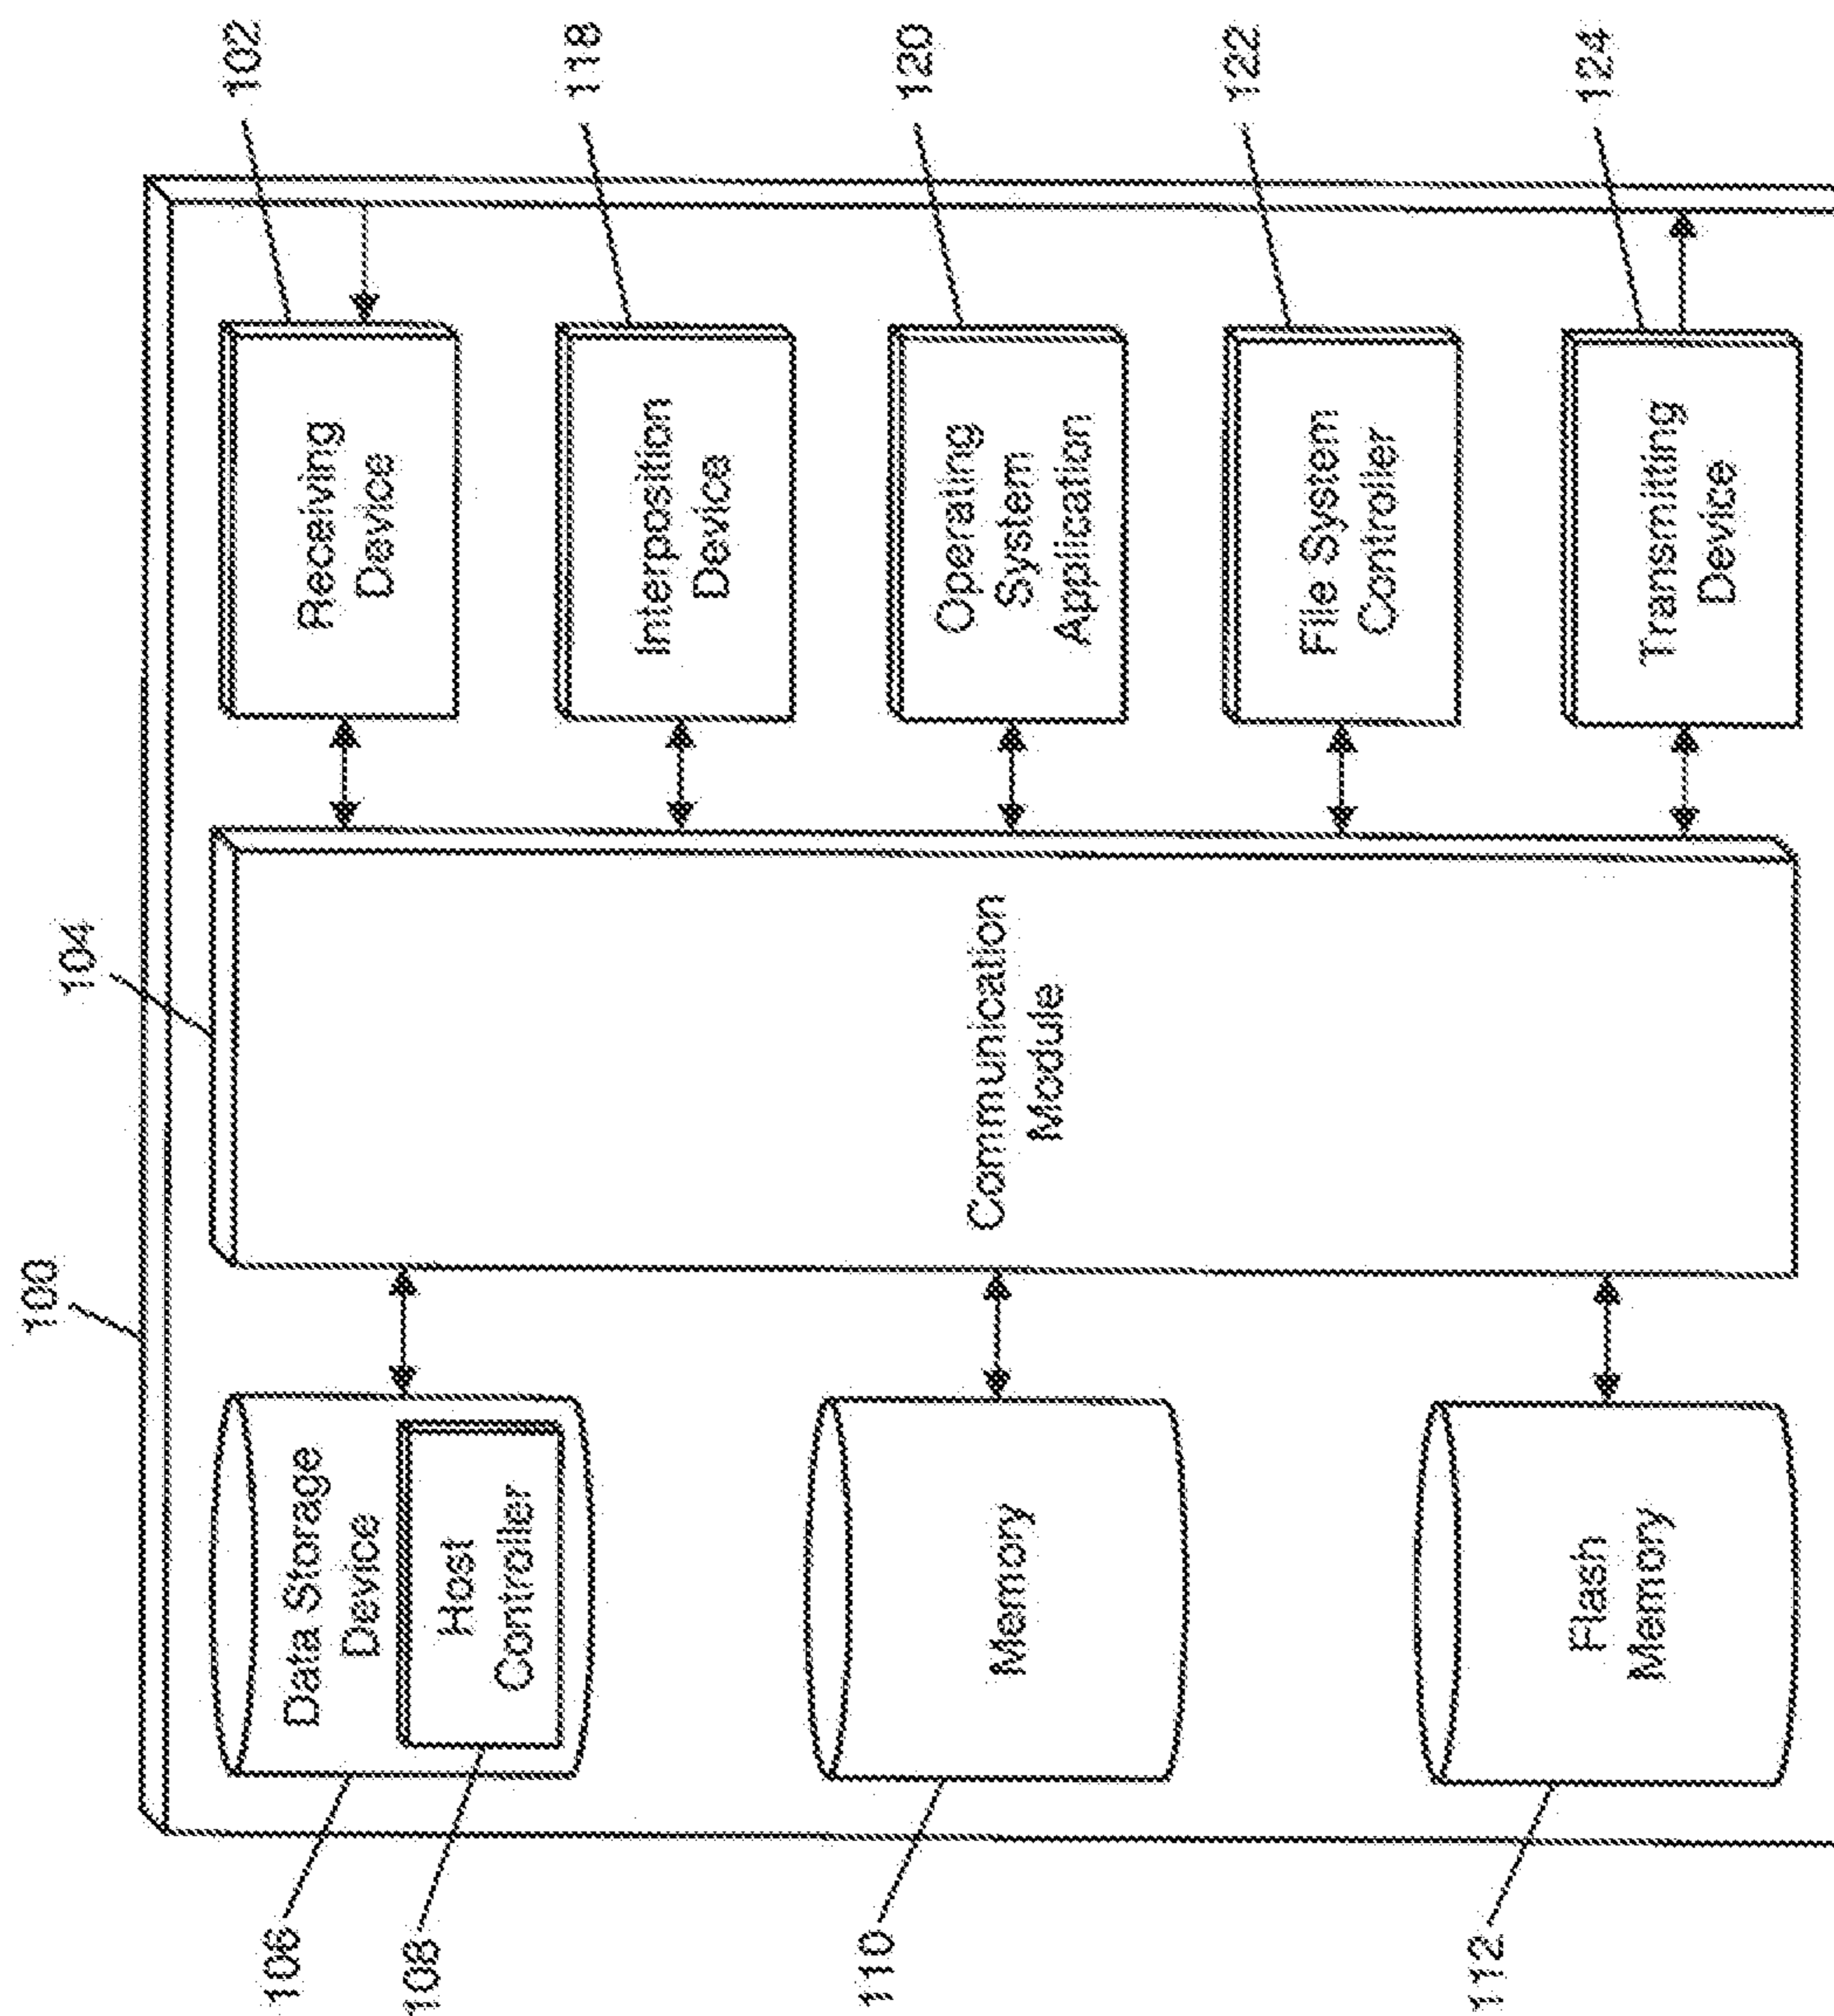 100
104
106
Data Storage
Device
108
Host
Controller
110
Memory
112
Flash
Memory
Communication
Module
Receiving
Device
102
Interposition
Device
118
Operating
System
Application
120
File System
Controller
122
Transmitting
Device
124